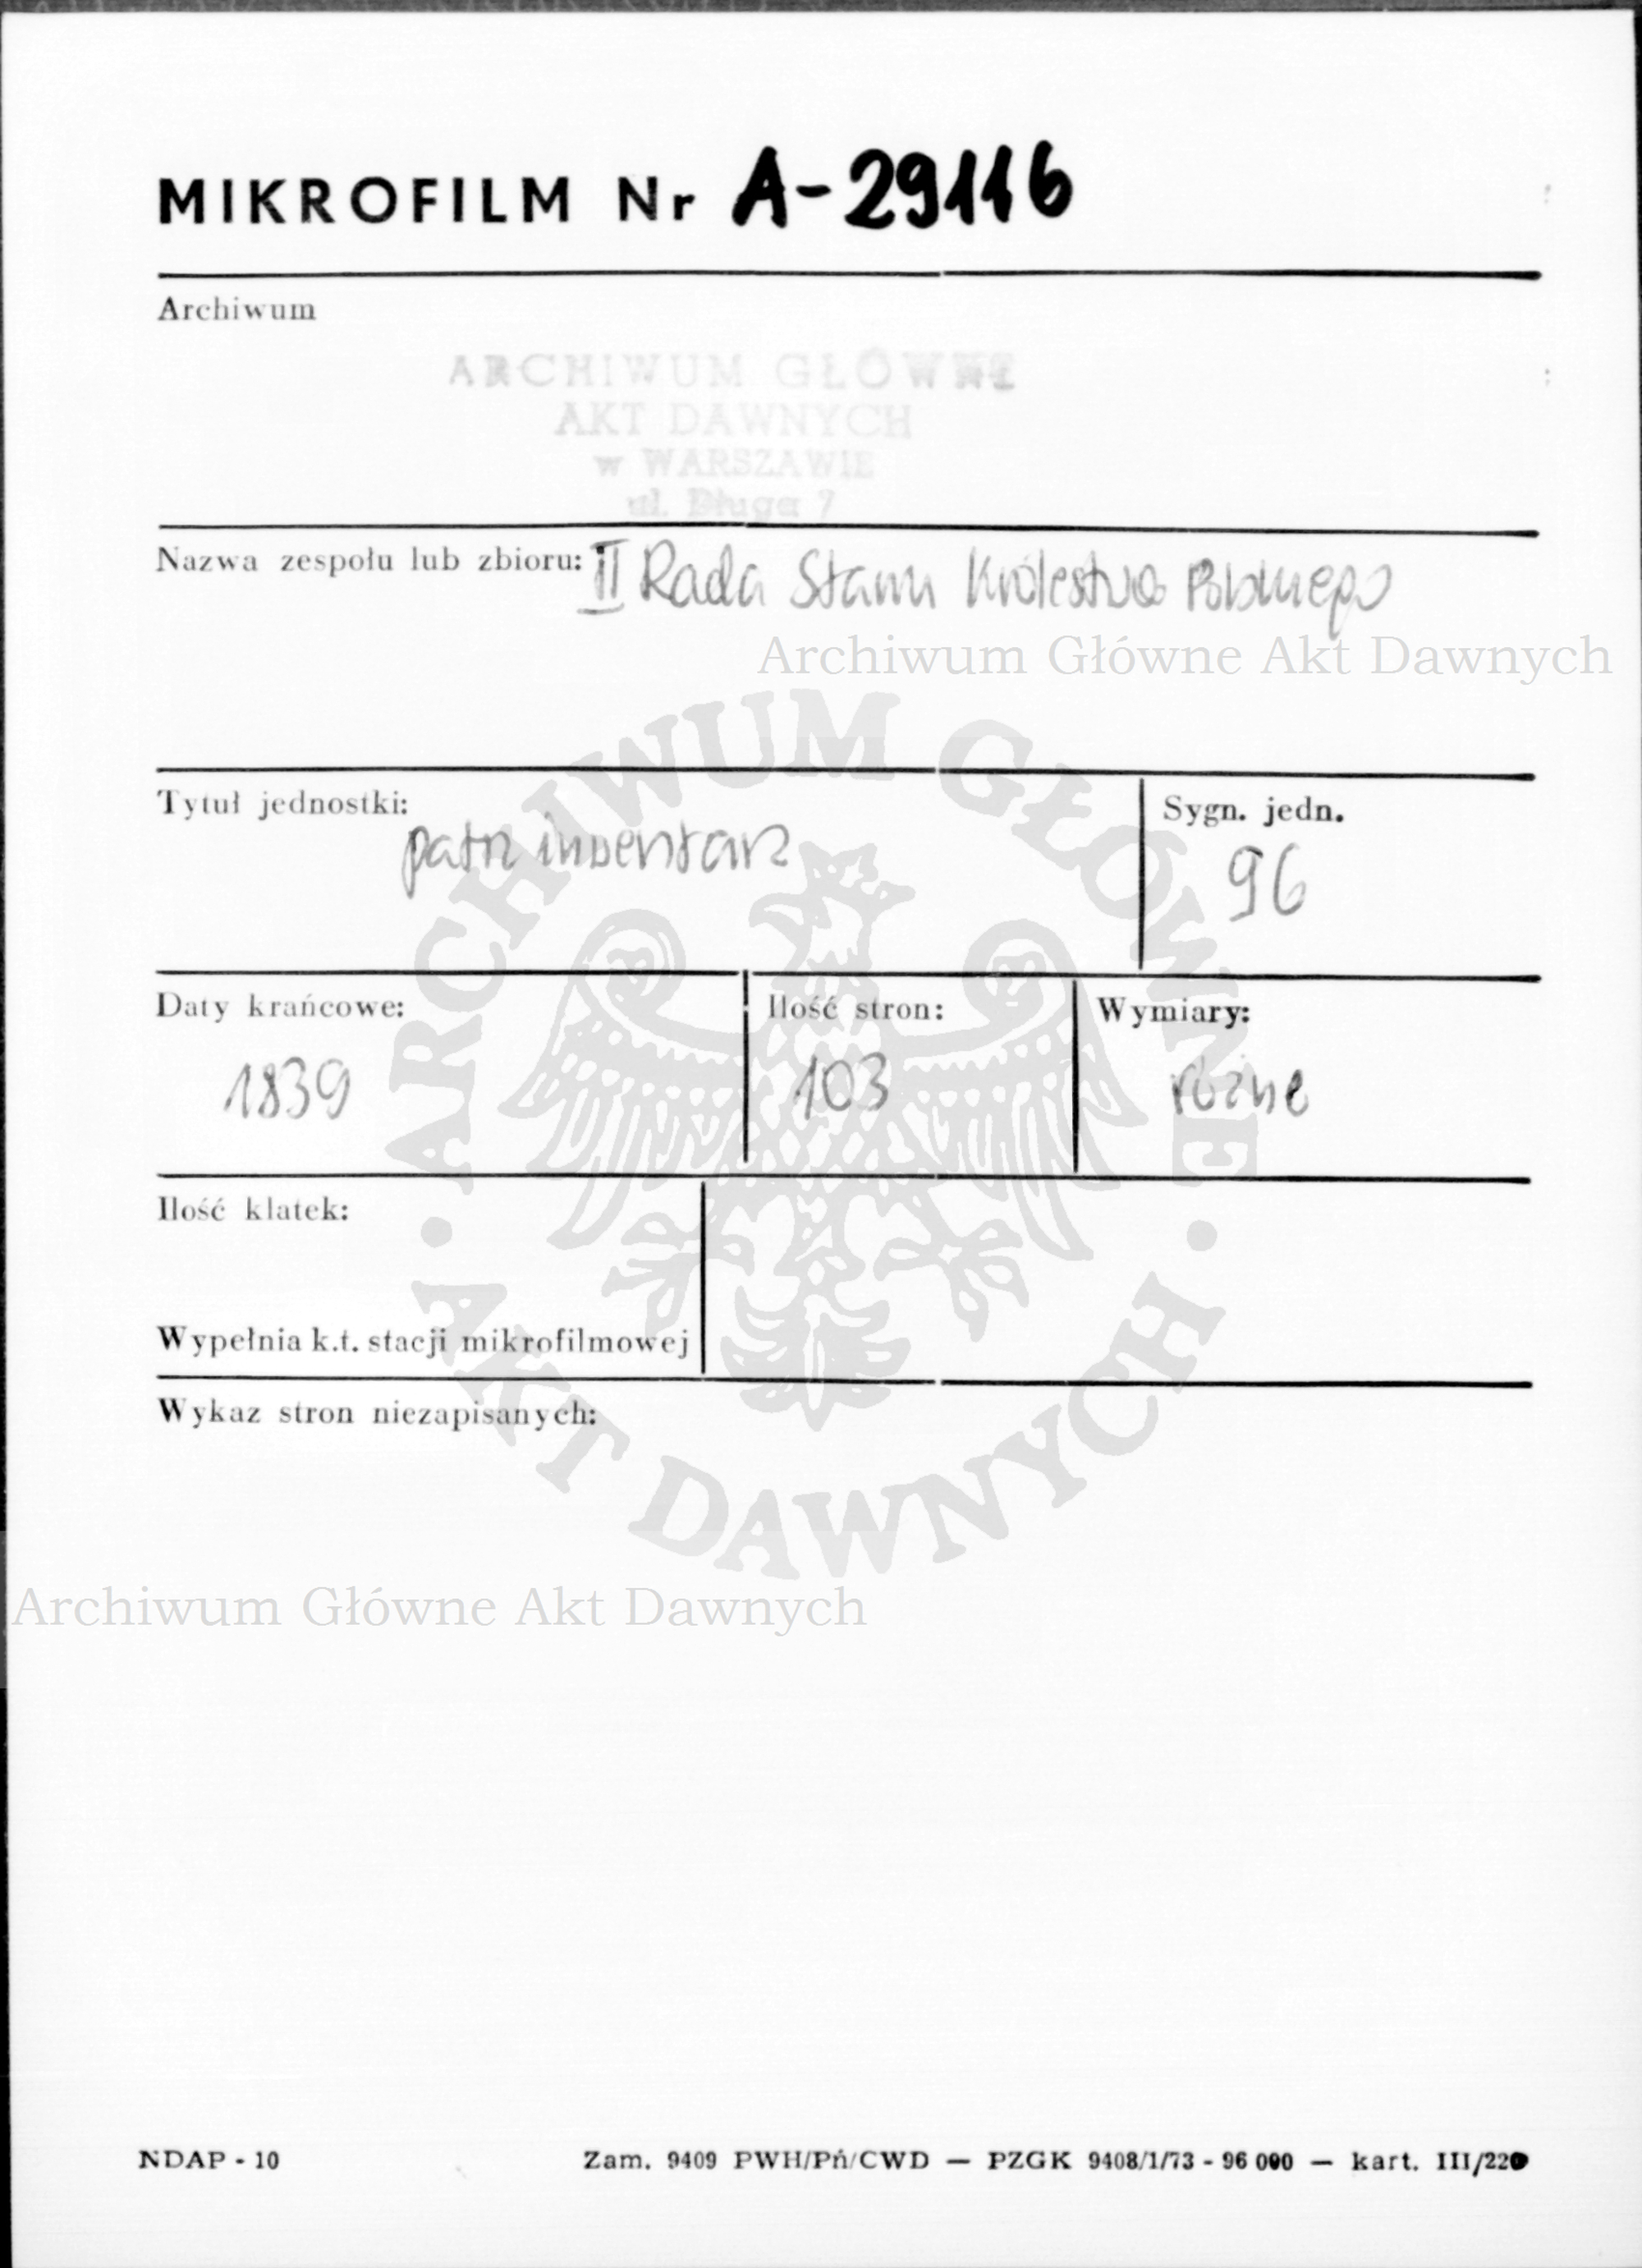 MIKROFILM Nr A-29116
Archiwum
ARCHIWUM GŁÓWNE
AKT DAWNYCH
w WARSZAWIE
ul. Długa 7
Nazwa zespołu lub zbioru: II Rada Stanu Królestwa Polskiego
Archiwum Główne Akt Dawnych
Tytuł jednostki: patrz inwentarz
Sygn. jedn.
96
Daty krańcowe:
1839
Ilość stron:
103
Wymiary:
różne
Ilość klatek:
Wypełnia k.t. stacji mikrofilmowej
Wykaz stron niezapisanych:
ARCHIWUM GŁÓWNE
AKT DAWNYCH
Archiwum Główne Akt Dawnych
NDAP - 10
Zam. 9409 PWH/Pń/CWD — PZGK 9408/1/73 - 96 000 — kart. III/220